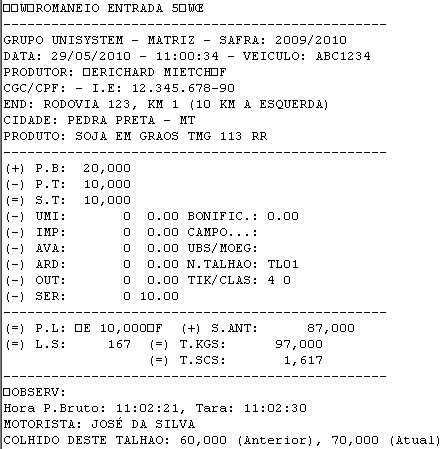 □□W□ROMANEIO ENTRADA 5□W□E
------------------------------------------------
GRUPO UNISYSTEM - MATRIZ - SAFRA: 2009/2010
DATA: 29/05/2010 - 11:00:34 - VEICULO: ABC1234
PRODUTOR: □ERICHARD MIETCH□F
CGC/CPF: - I.E: 12.345.678-90
END: RODOVIA 123, KM 1 (10 KM A ESQUERDA)
CIDADE: PEDRA PRETA - MT
PRODUTO: SOJA EM GRAOS TMG 113 RR
------------------------------------------------
(+) P.B:  20,000
(-) P.T:  10,000
(=) S.T:  10,000
(-) UMI:       0  0.00 BONIFIC.: 0.00
(-) IMP:       0  0.00 CAMPO...:
(-) AVA:       0  0.00 UBS/MOEG:
(-) ARD:       0  0.00 N.TALHAO: TL01
(-) OUT:       0  0.00 TIK/CLAS: 4 0
(-) SER:       0 10.00
------------------------------------------------
(=) P.L: □E 10,000□F  (+) S.ANT:       87,000
(=) L.S:     167  (=) T.KGS:      97,000
(=) T.SCS:       1,617
------------------------------------------------
□OBSERV:
Hora P.Bruto: 11:02:21, Tara: 11:02:30
MOTORISTA: JOSÉ DA SILVA
COLHIDO DESTE TALHAO: 60,000 (Anterior), 70,000 (Atual)